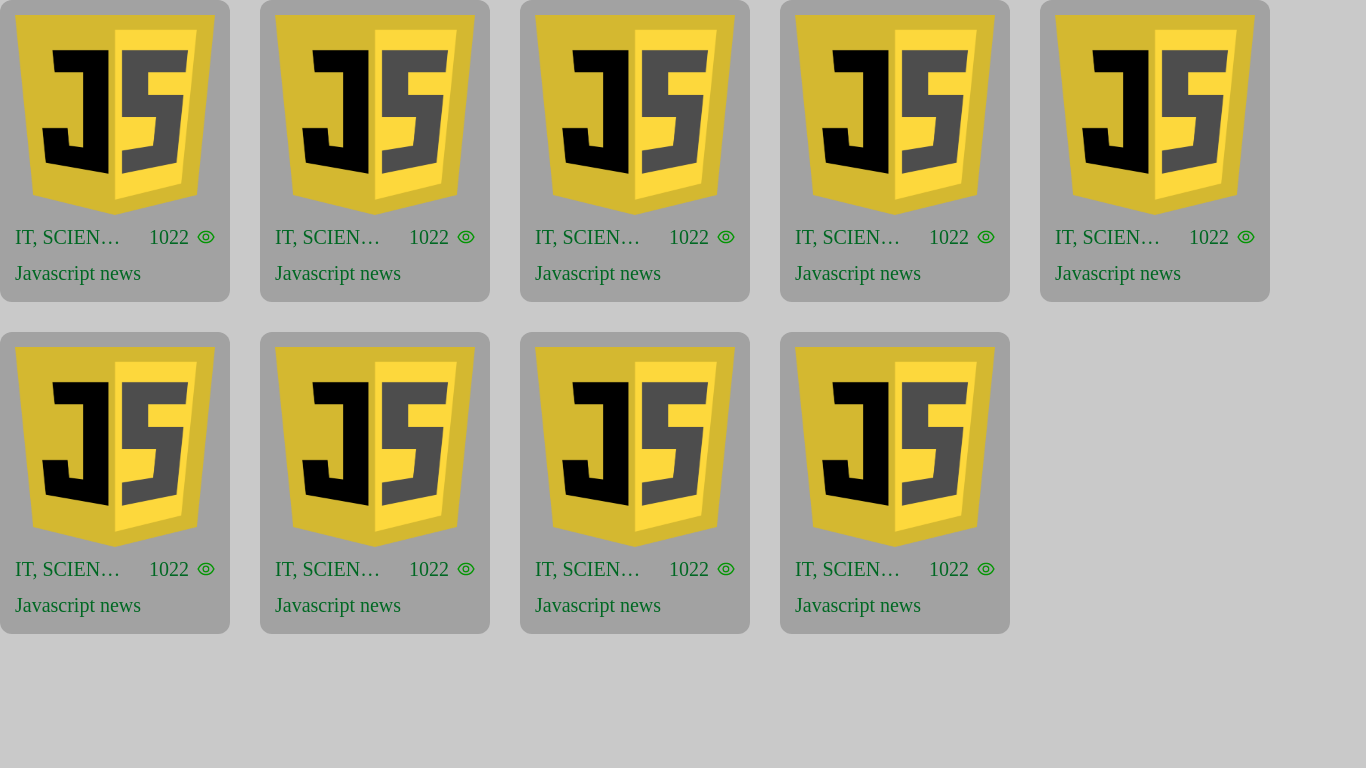 JS JS JS JS JS
IT, SCIEN… 1022 IT, SCIEN… 1022 IT, SCIEN… 1022 IT, SCIEN… 1022 IT, SCIEN… 1022
Javascript news Javascript news Javascript news Javascript news Javascript news
JS JS JS JS
IT, SCIEN… 1022 IT, SCIEN… 1022 IT, SCIEN… 1022 IT, SCIEN… 1022
Javascript news Javascript news Javascript news Javascript news